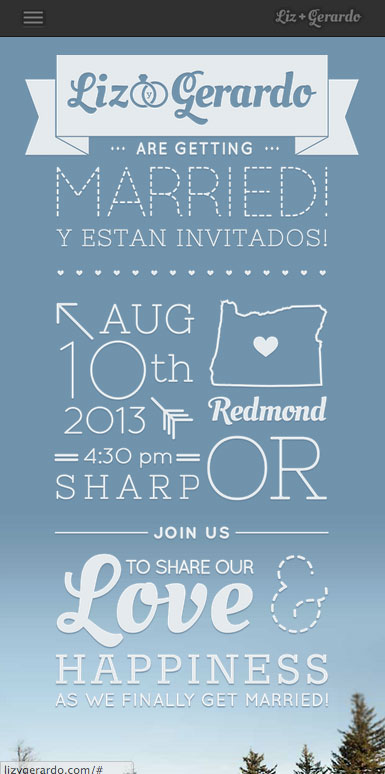 Liz + Gerardo
Liz y Gerardo
ARE GETTING
MARRIED!
Y ESTAN INVITADOS!
AUG
10th
2013
4:30 pm
SHARP
Redmond
OR
JOIN US
TO SHARE OUR
Love &
HAPPINESS
AS WE FINALLY GET MARRIED!
lizygerardo.com/#